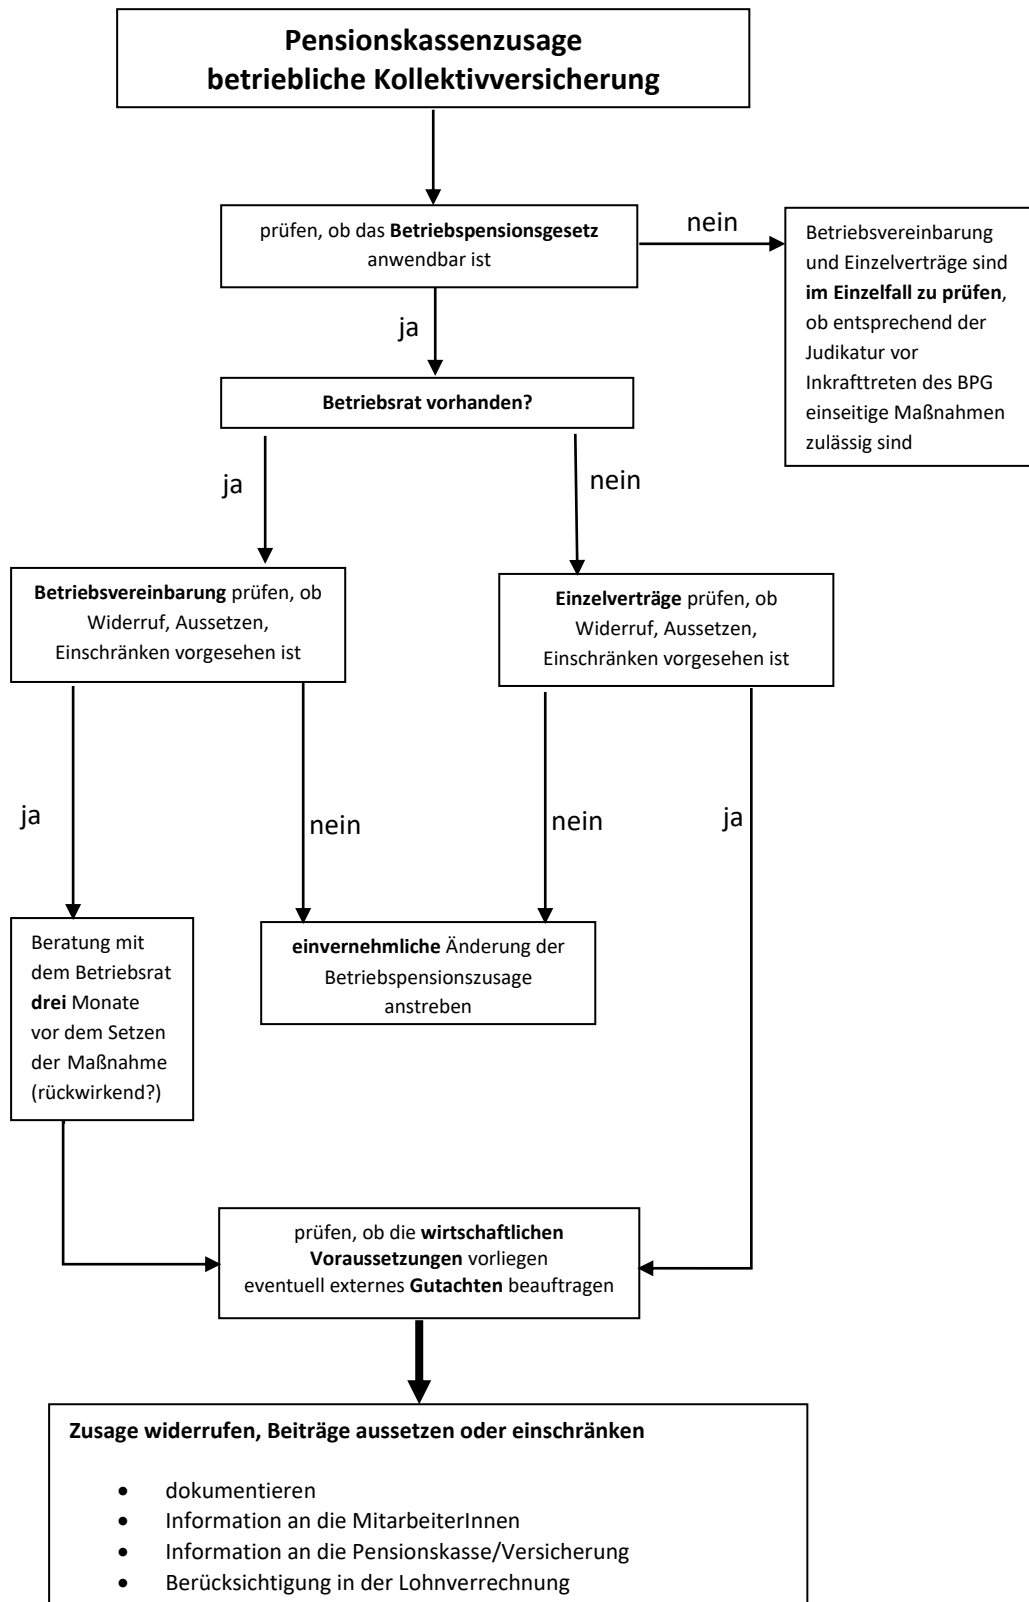 Pensionskassenzusage
betriebliche Kollektivversicherung
prüfen, ob das Betriebspensionsgesetz
anwendbar ist
nein
Betriebsvereinbarung
und Einzelverträge sind
im Einzelfall zu prüfen,
ob entsprechend der
Judikatur vor
Inkrafttreten des BPG
einseitige Maßnahmen
zulässig sind
ja
Betriebsrat vorhanden?
ja
nein
Betriebsvereinbarung prüfen, ob
Widerruf, Aussetzen,
Einschränken vorgesehen ist
Einzelverträge prüfen, ob
Widerruf, Aussetzen,
Einschränken vorgesehen ist
ja
nein
nein
ja
Beratung mit
dem Betriebsrat
drei Monate
vor dem Setzen
der Maßnahme
(rückwirkend?)
einvernehmliche Änderung der
Betriebspensionszusage
anstreben
prüfen, ob die wirtschaftlichen
Voraussetzungen vorliegen
eventuell externes Gutachten beauftragen
Zusage widerrufen, Beiträge aussetzen oder einschränken
• dokumentieren
• Information an die MitarbeiterInnen
• Information an die Pensionskasse/Versicherung
• Berücksichtigung in der Lohnverrechnung